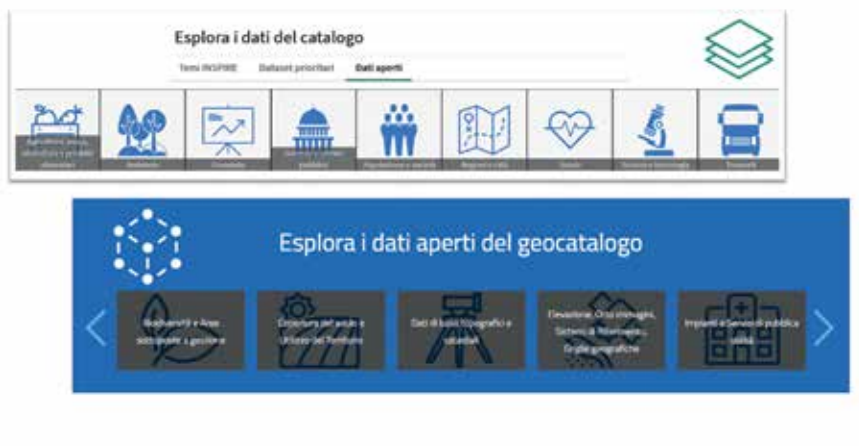 Esplora i dati del catalogo
Temi INSPIRE Dataset prioritari Dati aperti
Ambiente
Economia
Popolazione e società
Regioni e città
Salute
Scienza e tecnologia
Trasporti
Esplora i dati aperti del geocatalogo
Biodiversità e Aree
sottoposte a gestione
Copertura del suolo e
Utilizzo del Territorio
Dati di base topografici e
catastali
Elevazione, Orto immagini,
Sistemi di Riferimento,
Griglie geografiche
Impianti e Servizi di pubblica
utilità